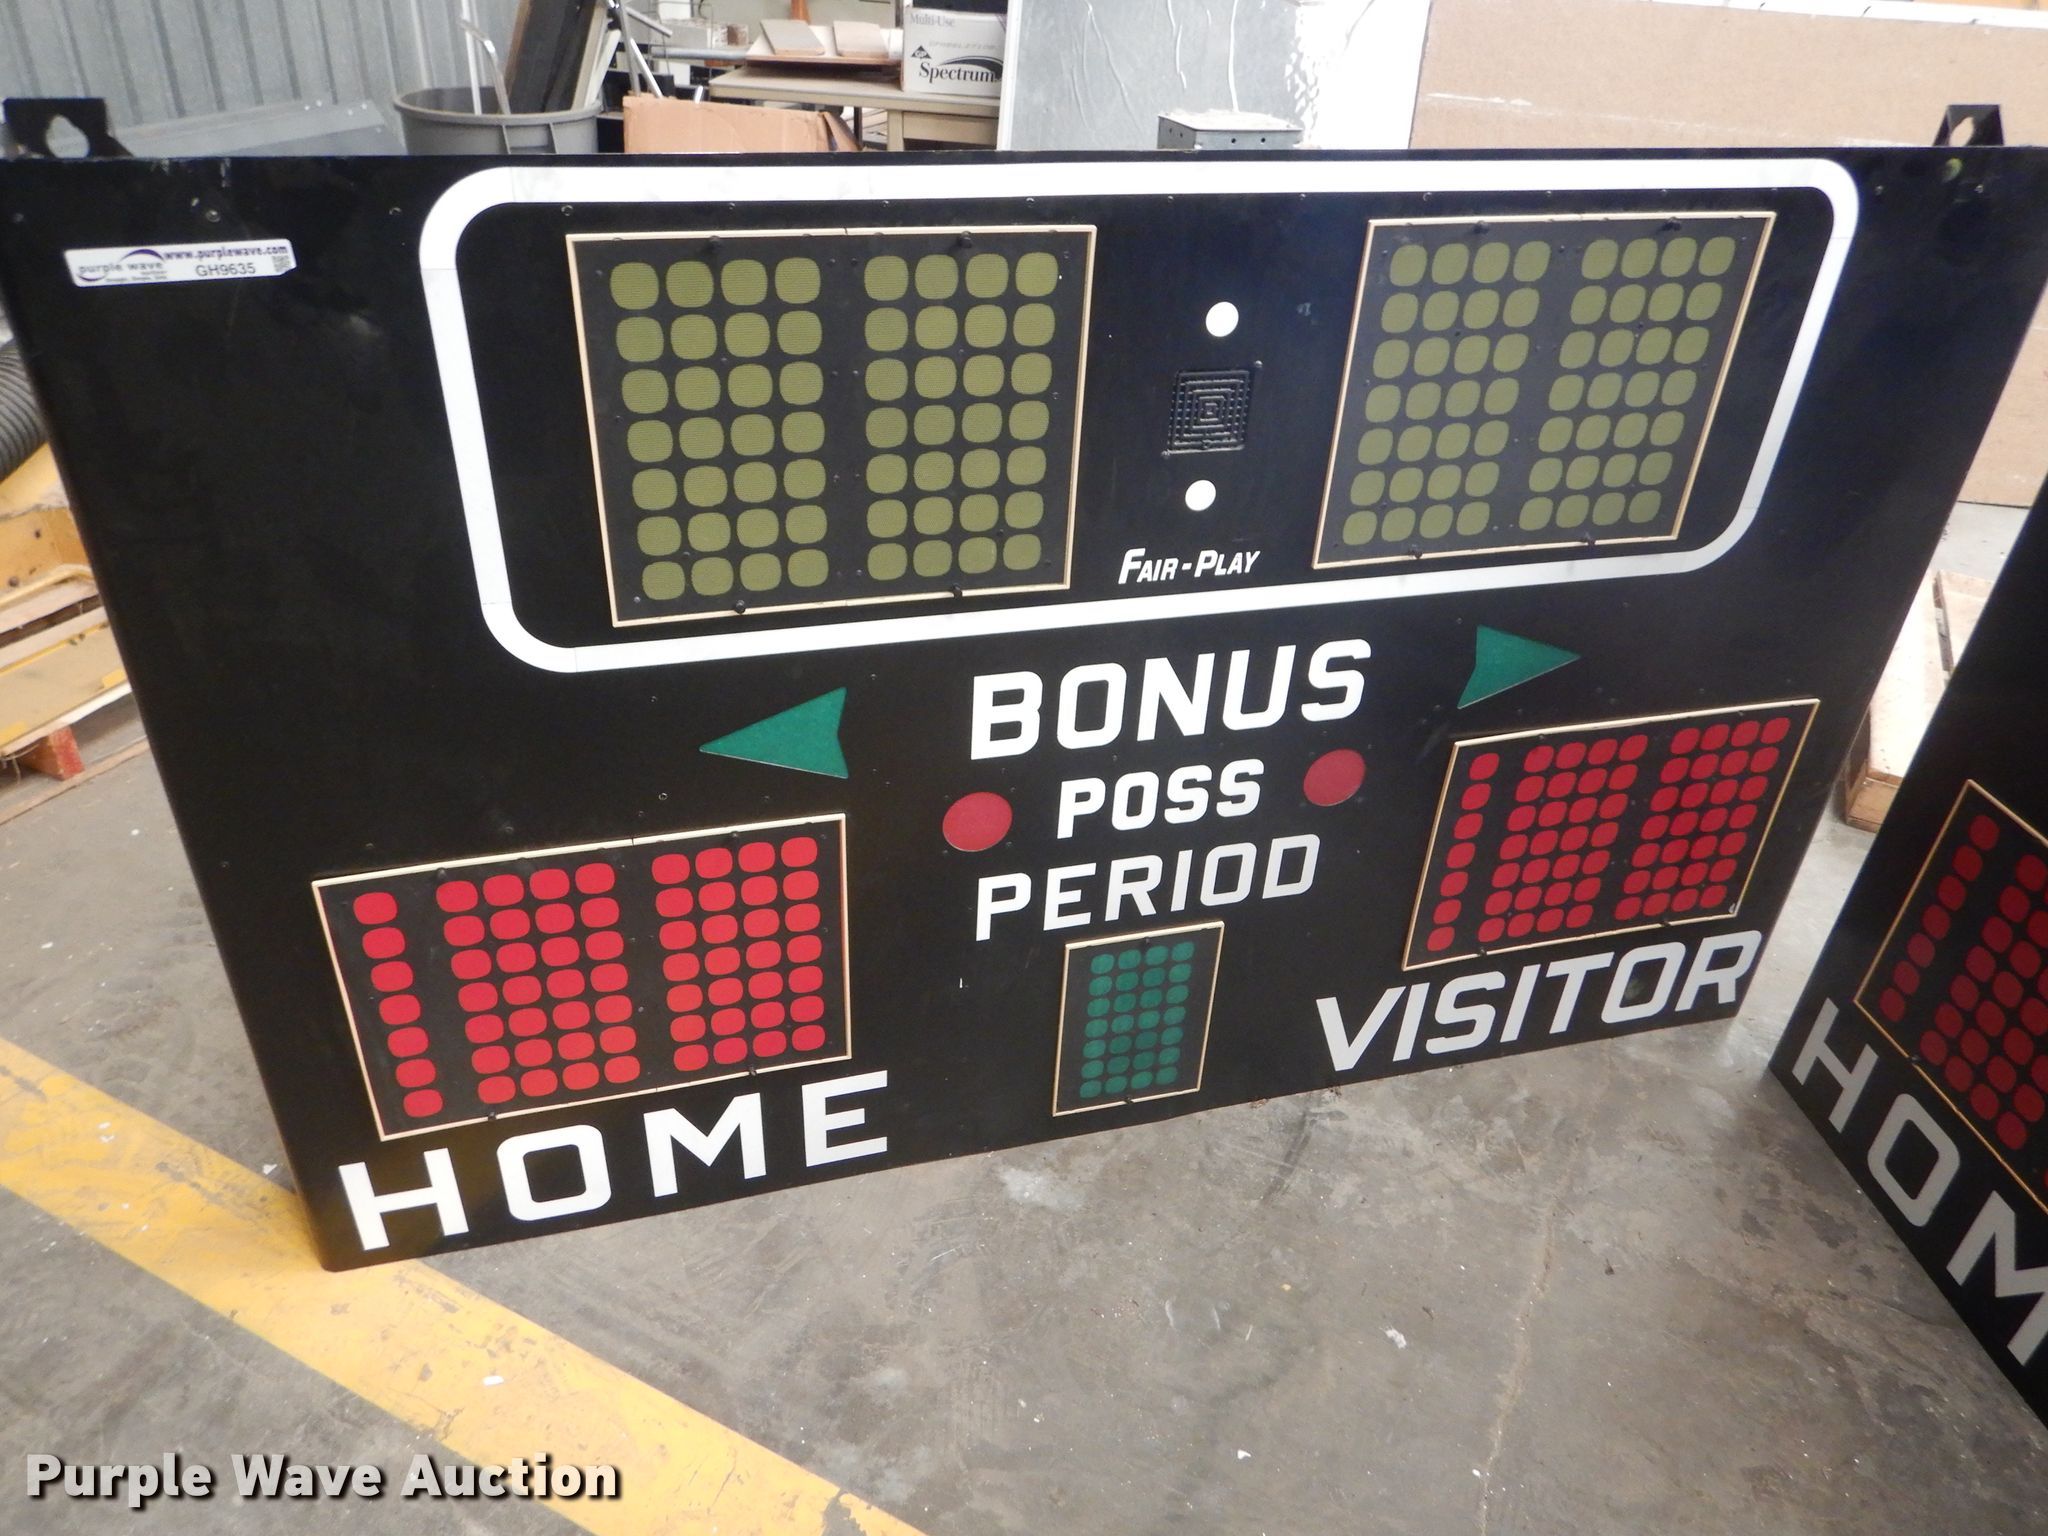 Multi-Use
GP
Spectrum
www.purplewave.com
purple wave
GH9635
FAIR-PLAY
BONUS
POSS
PERIOD
HOME
VISITOR
HOM
Purple Wave Auction